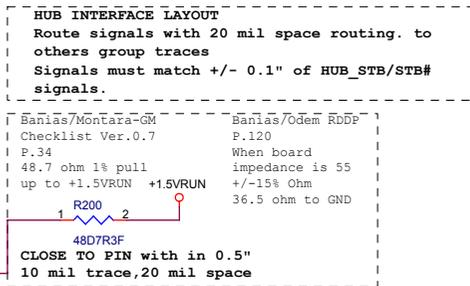 HUB INTERFACE LAYOUT
Route signals with 20 mil space routing. to
others group traces
Signals must match +/- 0.1" of HUB_STB/STB#
signals.
Banias/Montara-GM
Checklist Ver.0.7
P.34
48.7 ohm 1% pull
up to +1.5VRUN
Banias/Odem RDDP
P.120
When board
impedance is 55
+/-15% Ohm
36.5 ohm to GND
+1.5VRUN
R200
1 2
48D7R3F
CLOSE TO PIN with in 0.5"
10 mil trace,20 mil space